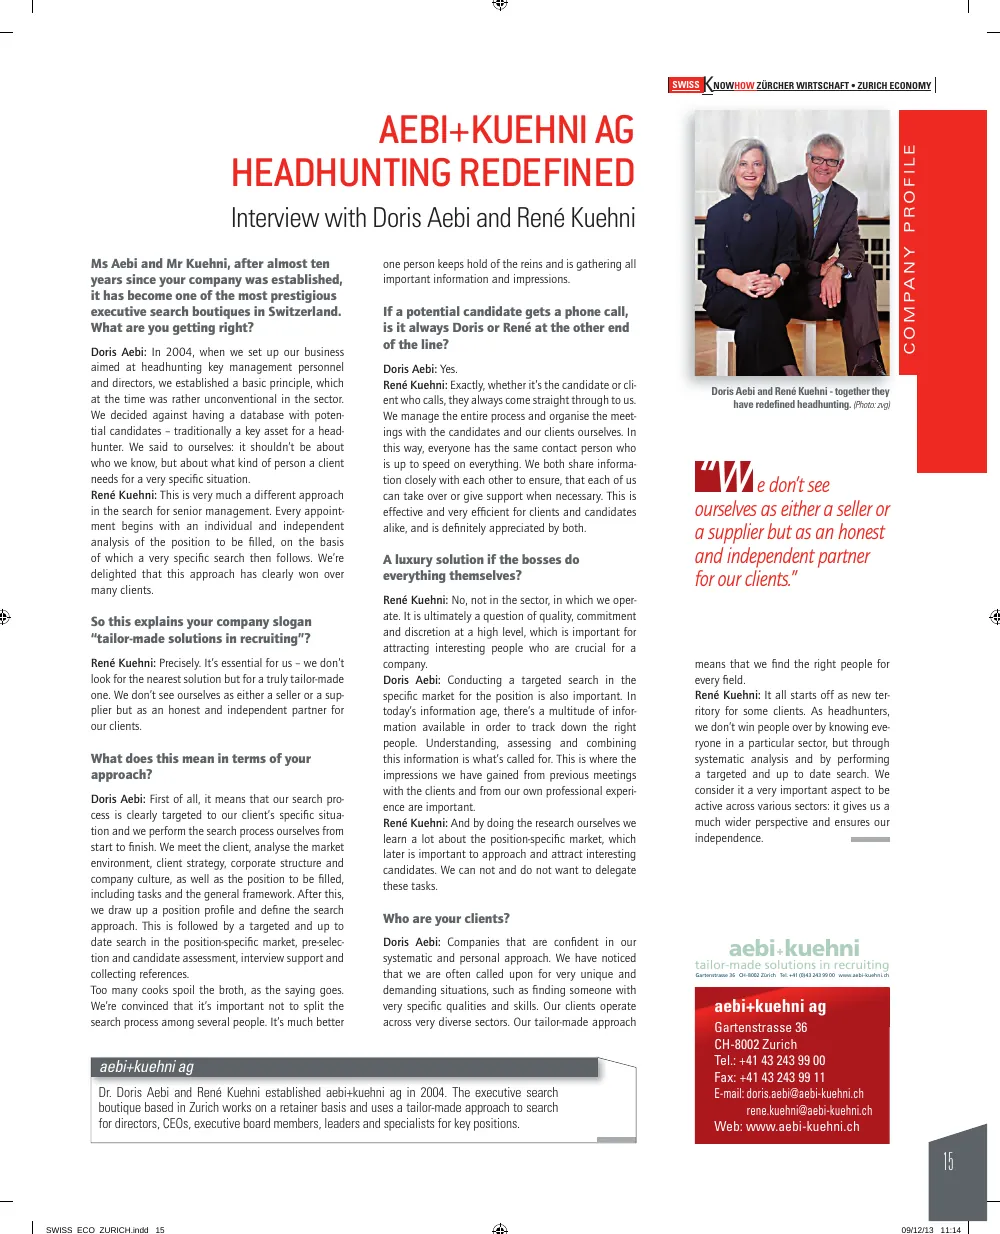 SWISS KNOWHOW ZÜRCHER WIRTSCHAFT • ZURICH ECONOMY
AEBI+KUEHNI AG
HEADHUNTING REDEFINED
Interview with Doris Aebi and René Kuehni
Ms Aebi and Mr Kuehni, after almost ten
years since your company was established,
it has become one of the most prestigious
executive search boutiques in Switzerland.
What are you getting right?
Doris Aebi: In 2004, when we set up our business
aimed at headhunting key management personnel
and directors, we established a basic principle, which
at the time was rather unconventional in the sector.
We decided against having a database with poten-
tial candidates – traditionally a key asset for a head-
hunter. We said to ourselves: it shouldn't be about
who we know, but about what kind of person a client
needs for a very specific situation.
René Kuehni: This is very much a different approach
in the search for senior management. Every appoint-
ment begins with an individual and independent
analysis of the position to be filled, on the basis
of which a very specific search then follows. We're
delighted that this approach has clearly won over
many clients.
So this explains your company slogan
“tailor-made solutions in recruiting”?
René Kuehni: Precisely. It's essential for us – we don't
look for the nearest solution but for a truly tailor-made
one. We don't see ourselves as either a seller or a sup-
plier but as an honest and independent partner for
our clients.
What does this mean in terms of your
approach?
Doris Aebi: First of all, it means that our search pro-
cess is clearly targeted to our client's specific situa-
tion and we perform the search process ourselves from
start to finish. We meet the client, analyse the market
environment, client strategy, corporate structure and
company culture, as well as the position to be filled,
including tasks and the general framework. After this,
we draw up a position profile and define the search
approach. This is followed by a targeted and up to
date search in the position-specific market, pre-selec-
tion and candidate assessment, interview support and
collecting references.
Too many cooks spoil the broth, as the saying goes.
We're convinced that it's important not to split the
search process among several people. It's much better
one person keeps hold of the reins and is gathering all
important information and impressions.
If a potential candidate gets a phone call,
is it always Doris or René at the other end
of the line?
Doris Aebi: Yes.
René Kuehni: Exactly, whether it's the candidate or cli-
ent who calls, they always come straight through to us.
We manage the entire process and organise the meet-
ings with the candidates and our clients ourselves. In
this way, everyone has the same contact person who
is up to speed on everything. We both share informa-
tion closely with each other to ensure, that each of us
can take over or give support when necessary. This is
effective and very efficient for clients and candidates
alike, and is definitely appreciated by both.
A luxury solution if the bosses do
everything themselves?
René Kuehni: No, not in the sector, in which we oper-
ate. It is ultimately a question of quality, commitment
and discretion at a high level, which is important for
attracting interesting people who are crucial for a
company.
Doris Aebi: Conducting a targeted search in the
specific market for the position is also important. In
today's information age, there's a multitude of infor-
mation available in order to track down the right
people. Understanding, assessing and combining
this information is what's called for. This is where the
impressions we have gained from previous meetings
with the clients and from our own professional experi-
ence are important.
René Kuehni: And by doing the research ourselves we
learn a lot about the position-specific market, which
later is important to approach and attract interesting
candidates. We can not and do not want to delegate
these tasks.
Who are your clients?
Doris Aebi: Companies that are confident in our
systematic and personal approach. We have noticed
that we are often called upon for very unique and
demanding situations, such as finding someone with
very specific qualities and skills. Our clients operate
across very diverse sectors. Our tailor-made approach
COMPANY PROFILE
Doris Aebi and René Kuehni - together they
have redefined headhunting. (Photo: zvg)
“We don't see
ourselves as either a seller or
a supplier but as an honest
and independent partner
for our clients.”
means that we find the right people for
every field.
René Kuehni: It all starts off as new ter-
ritory for some clients. As headhunters,
we don't win people over by knowing eve-
ryone in a particular sector, but through
systematic analysis and by performing
a targeted and up to date search. We
consider it a very important aspect to be
active across various sectors: it gives us a
much wider perspective and ensures our
independence.
aebi+kuehni
tailor-made solutions in recruiting
Gartenstrasse 36 CH-8002 Zürich Tel. +41 (0)43 243 99 00 www.aebi-kuehni.ch
aebi+kuehni ag
Gartenstrasse 36
CH-8002 Zurich
Tel.: +41 43 243 99 00
Fax: +41 43 243 99 11
E-mail: doris.aebi@aebi-kuehni.ch
rene.kuehni@aebi-kuehni.ch
Web: www.aebi-kuehni.ch
aebi+kuehni ag
Dr. Doris Aebi and René Kuehni established aebi+kuehni ag in 2004. The executive search
boutique based in Zurich works on a retainer basis and uses a tailor-made approach to search
for directors, CEOs, executive board members, leaders and specialists for key positions.
15
SWISS_ECO_ZURICH.indd 15
09/12/13 11:14